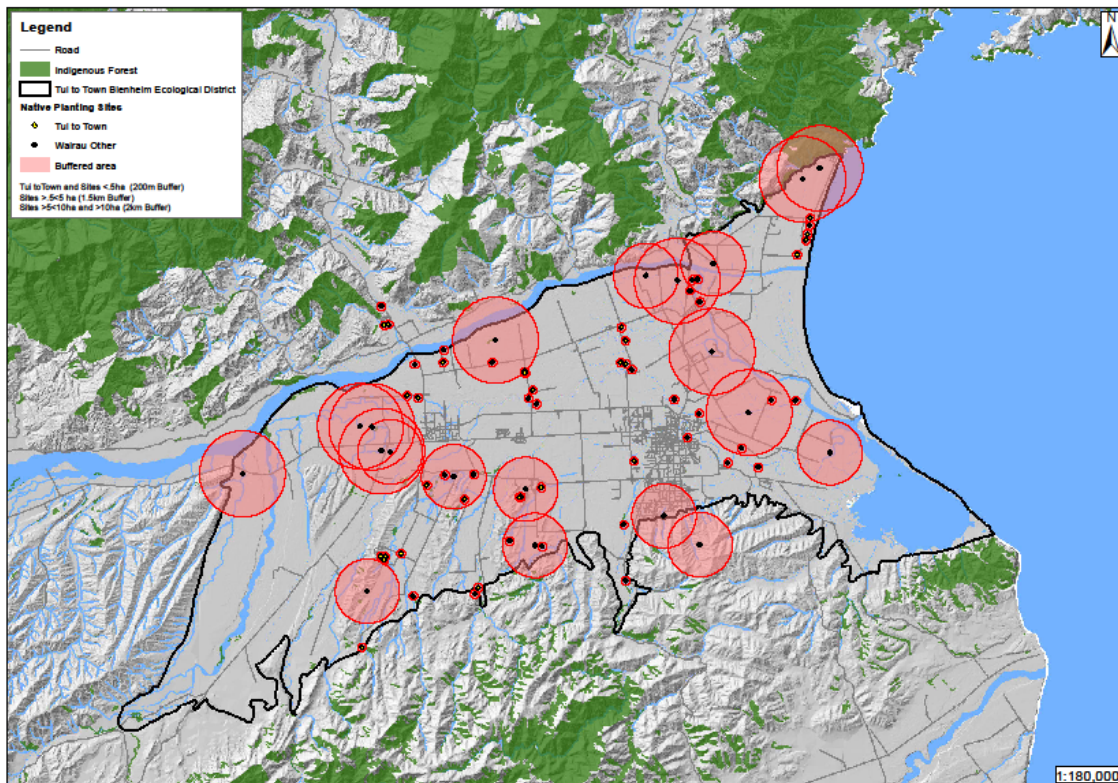 Legend
Road
Indigenous Forest
Tui to Town Blenheim Ecological District
Native Planting Sites
Tui to Town
Wairau Other
Buffered area
Tui toTown and Sites <.5ha (200m Buffer)
Sites >.5<5 ha (1.5km Buffer)
Sites >5<10ha and >10ha (2km Buffer)
N
1:180,000